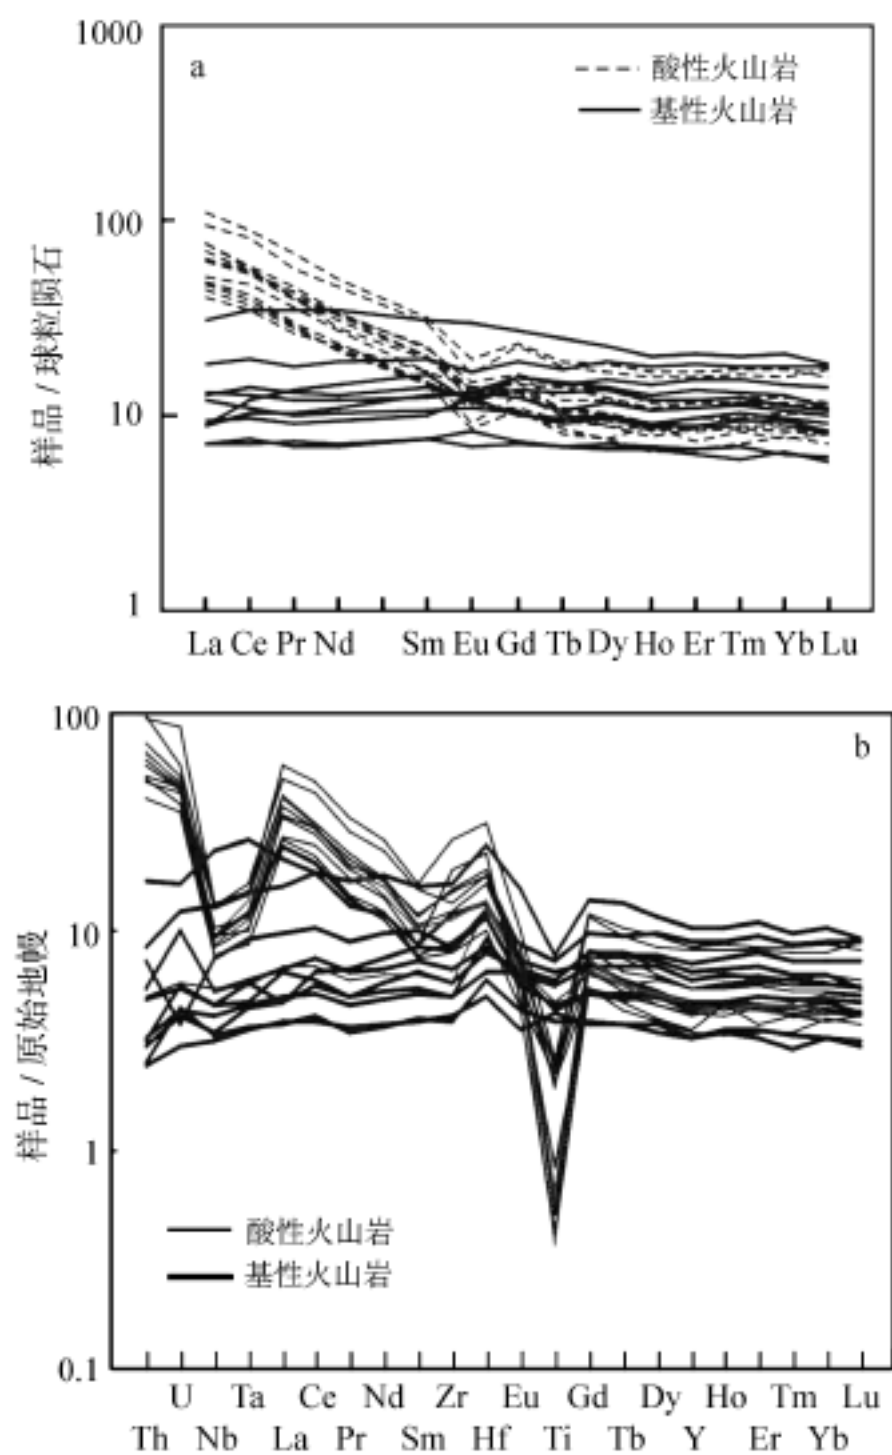 1000
a
酸性火山岩
基性火山岩
100
10
1
样品 / 球粒陨石
La Ce Pr Nd Sm Eu Gd Tb Dy Ho Er Tm Yb Lu
100
b
10
1
0.1
样品 / 原始地幔
酸性火山岩
基性火山岩
U Ta Ce Nd Zr Eu Gd Dy Ho Tm Lu
Th Nb La Pr Sm Hf Ti Tb Y Er Yb